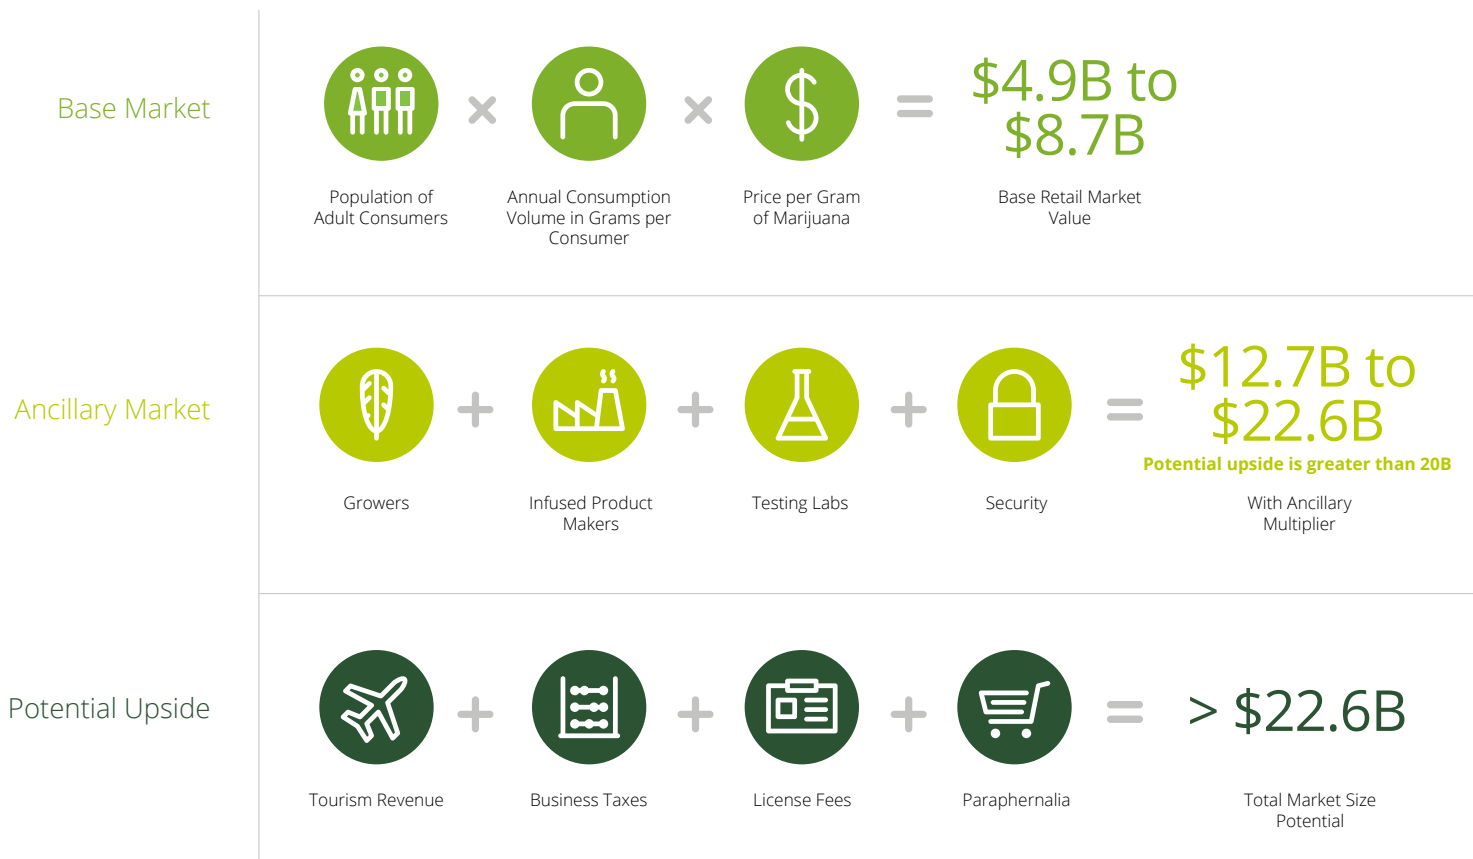 Base Market
×
×
=
$4.9B to
$8.7B
Population of
Adult Consumers
Annual Consumption
Volume in Grams per
Consumer
Price per Gram
of Marijuana
Base Retail Market
Value
Ancillary Market
+
+
+
=
$12.7B to
$22.6B
Potential upside is greater than 20B
Growers
Infused Product
Makers
Testing Labs
Security
With Ancillary
Multiplier
Potential Upside
+
+
+
=
> $22.6B
Tourism Revenue
Business Taxes
License Fees
Paraphernalia
Total Market Size
Potential